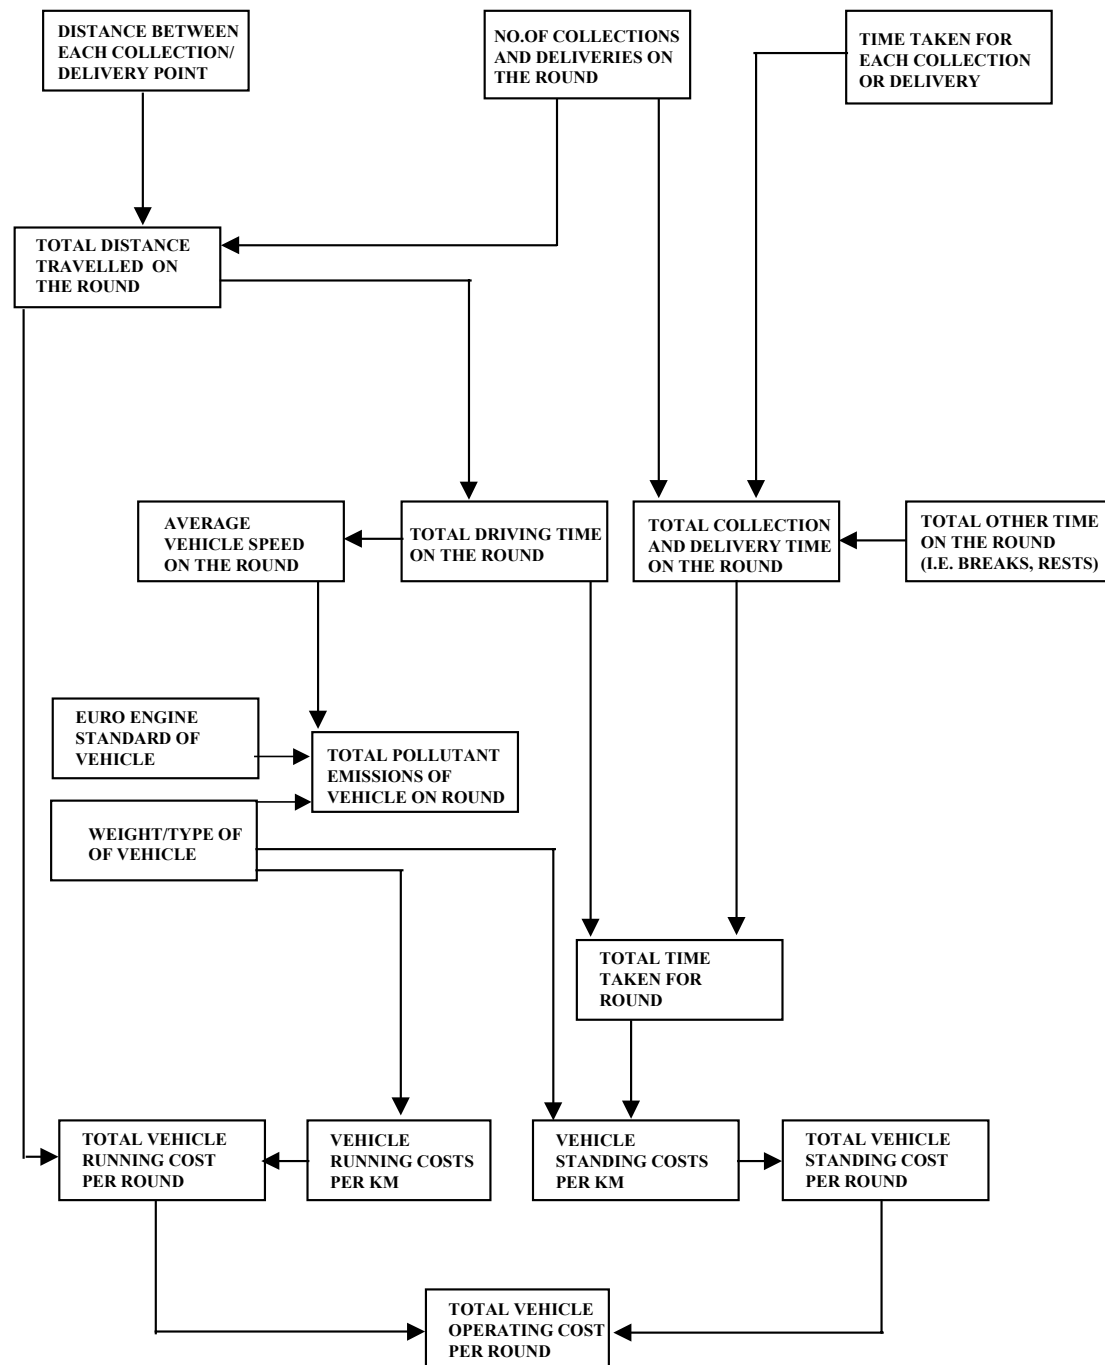 DISTANCE BETWEEN
EACH COLLECTION/
DELIVERY POINT
NO.OF COLLECTIONS
AND DELIVERIES ON
THE ROUND
TIME TAKEN FOR
EACH COLLECTION
OR DELIVERY
TOTAL DISTANCE
TRAVELLED ON
THE ROUND
AVERAGE
VEHICLE SPEED
ON THE ROUND
TOTAL DRIVING TIME
ON THE ROUND
TOTAL COLLECTION
AND DELIVERY TIME
ON THE ROUND
TOTAL OTHER TIME
ON THE ROUND
(I.E. BREAKS, RESTS)
EURO ENGINE
STANDARD OF
VEHICLE
TOTAL POLLUTANT
EMISSIONS OF
VEHICLE ON ROUND
WEIGHT/TYPE OF
OF VEHICLE
TOTAL TIME
TAKEN FOR
ROUND
TOTAL VEHICLE
RUNNING COST
PER ROUND
VEHICLE
RUNNING COSTS
PER KM
VEHICLE
STANDING COSTS
PER KM
TOTAL VEHICLE
STANDING COST
PER ROUND
TOTAL VEHICLE
OPERATING COST
PER ROUND